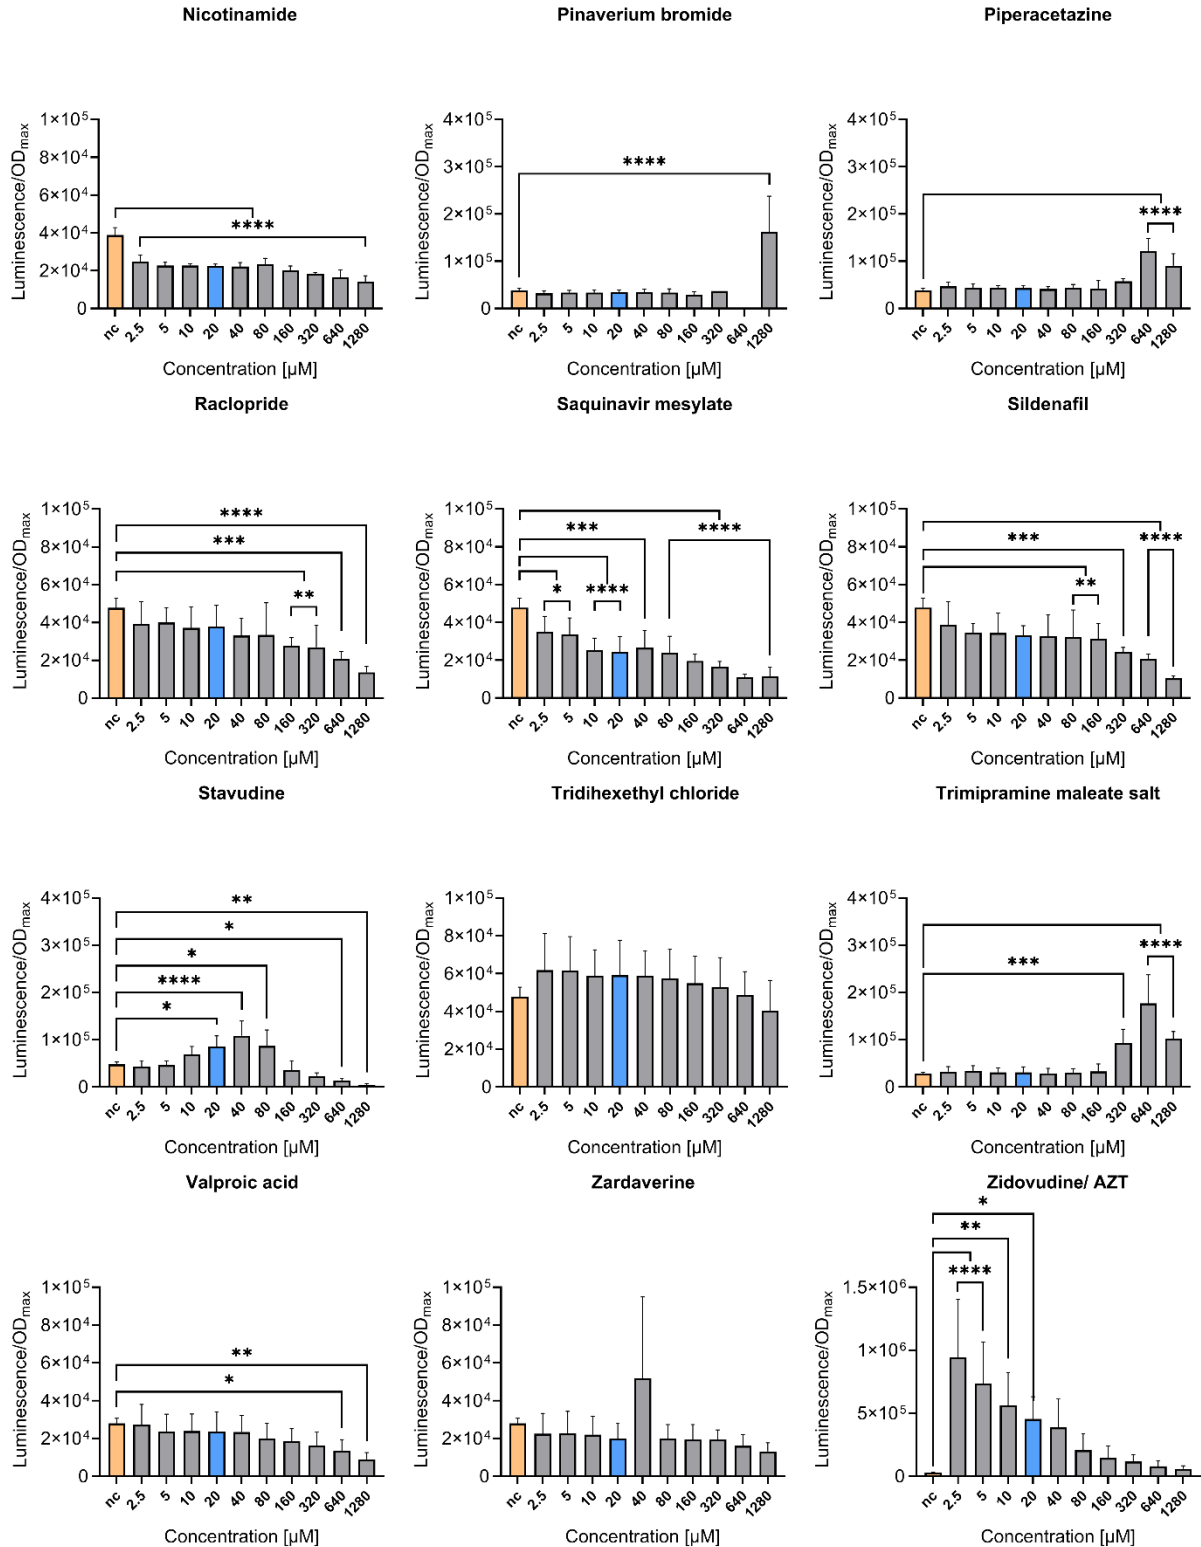 Nicotinamide
Luminescence/ODmax
1×10⁵
8×10⁴
6×10⁴
4×10⁴
2×10⁴
0
****
nc 2.5 5 10 20 40 80 160 320 640 1280
Concentration [µM]
Pinaverium bromide
Luminescence/ODmax
4×10⁵
3×10⁵
2×10⁵
1×10⁵
0
****
nc 2.5 5 10 20 40 80 160 320 640 1280
Concentration [µM]
Piperacetazine
Luminescence/ODmax
4×10⁵
3×10⁵
2×10⁵
1×10⁵
0
****
nc 2.5 5 10 20 40 80 160 320 640 1280
Concentration [µM]
Raclopride
Luminescence/ODmax
1×10⁵
8×10⁴
6×10⁴
4×10⁴
2×10⁴
0
****
***
**
nc 2.5 5 10 20 40 80 160 320 640 1280
Concentration [µM]
Saquinavir mesylate
Luminescence/ODmax
1×10⁵
8×10⁴
6×10⁴
4×10⁴
2×10⁴
0
*** ****
* ****
nc 2.5 5 10 20 40 80 160 320 640 1280
Concentration [µM]
Sildenafil
Luminescence/ODmax
1×10⁵
8×10⁴
6×10⁴
4×10⁴
2×10⁴
0
*** ****
**
nc 2.5 5 10 20 40 80 160 320 640 1280
Concentration [µM]
Stavudine
Luminescence/ODmax
4×10⁵
3×10⁵
2×10⁵
1×10⁵
0
**
*
*
****
*
nc 2.5 5 10 20 40 80 160 320 640 1280
Concentration [µM]
Tridihexethyl chloride
Luminescence/ODmax
1×10⁵
8×10⁴
6×10⁴
4×10⁴
2×10⁴
0
nc 2.5 5 10 20 40 80 160 320 640 1280
Concentration [µM]
Trimipramine maleate salt
Luminescence/ODmax
4×10⁵
3×10⁵
2×10⁵
1×10⁵
0
****
***
nc 2.5 5 10 20 40 80 160 320 640 1280
Concentration [µM]
Valproic acid
Luminescence/ODmax
1×10⁵
8×10⁴
6×10⁴
4×10⁴
2×10⁴
0
**
*
nc 2.5 5 10 20 40 80 160 320 640 1280
Concentration [µM]
Zardaverine
Luminescence/ODmax
1×10⁵
8×10⁴
6×10⁴
4×10⁴
2×10⁴
0
nc 2.5 5 10 20 40 80 160 320 640 1280
Concentration [µM]
Zidovudine/ AZT
Luminescence/ODmax
1.5×10⁶
1×10⁶
5×10⁵
0
*
**
****
nc 2.5 5 10 20 40 80 160 320 640 1280
Concentration [µM]